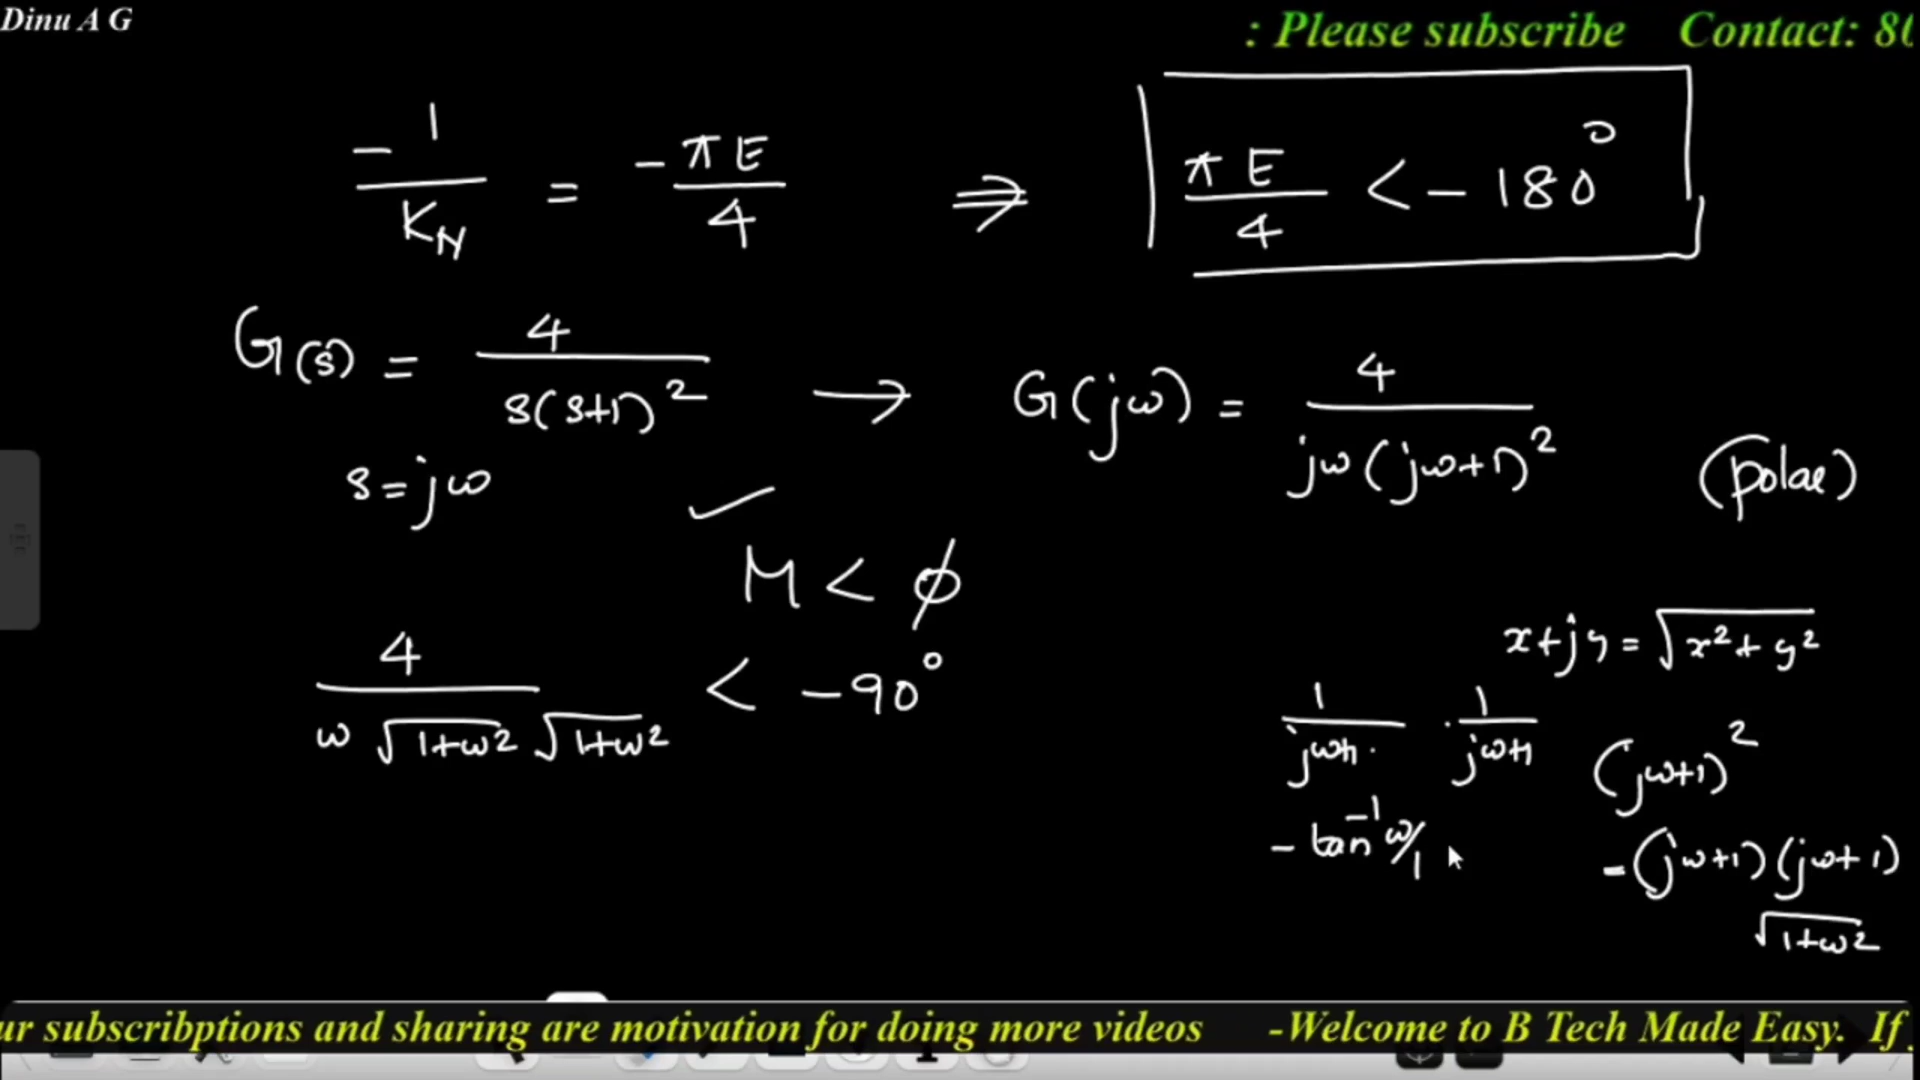 Dinu A G
: Please subscribe Contact: 80
-1/K_N = -πE/4 ⇒ πE/4 < -180°
G(s) = 4/s(s+1)² → G(jω) = 4/jω(jω+1)² (polar)
s=jω ✓
M < ϕ
x+jy = √x²+y²
4/ω√1+ω² √1+ω² < -90°
1/jω+1 · 1/jω+1 (jω+1)²
-tan⁻¹ω/1 = (jω+1)(jω+1)
√1+ω²
ur subscribptions and sharing are motivation for doing more videos -Welcome to B Tech Made Easy. If